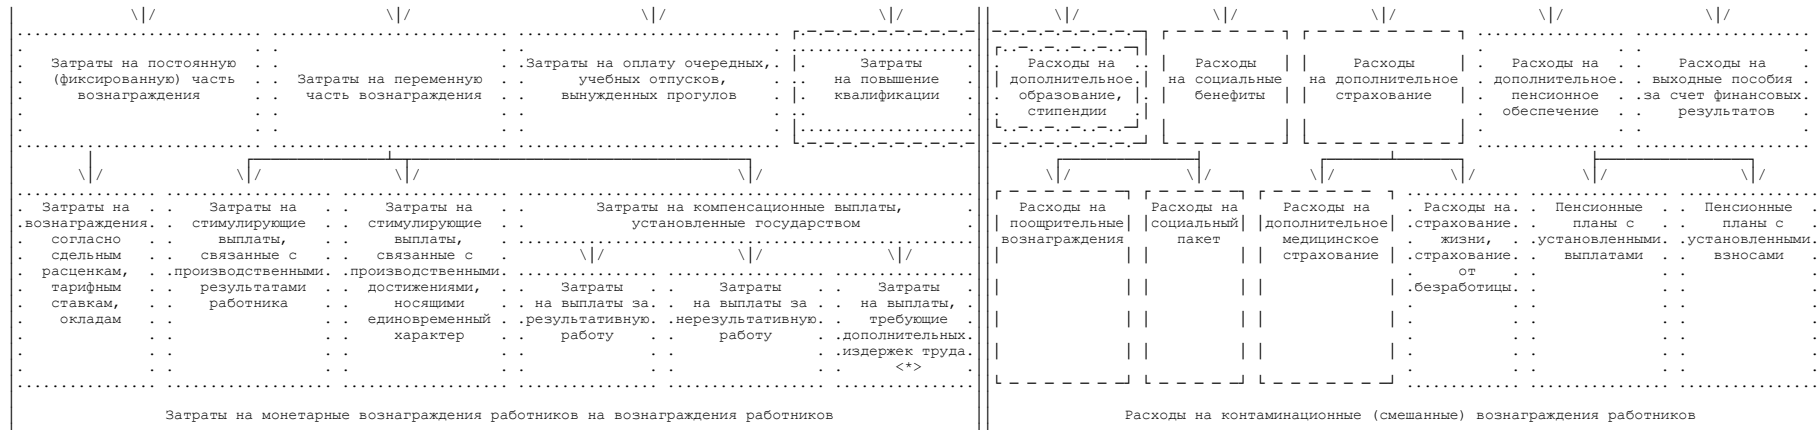 Затраты на постоянную
(фиксированную) часть
вознаграждения
Затраты на переменную
часть вознаграждения
Затраты на оплату очередных,
учебных отпусков,
вынужденных прогулов
Затраты
на повышение
квалификации
Расходы на
дополнительное
образование,
стипендии
Расходы
на социальные
бенефиты
Расходы
на дополнительное
страхование
Расходы на
дополнительное
пенсионное
обеспечение
Расходы на
выходные пособия
за счет финансовых
результатов
Затраты на
вознаграждения
согласно
сдельным
расценкам,
тарифным
ставкам,
окладам
Затраты на
стимулирующие
выплаты,
связанные с
производственными
результатами
работника
Затраты на
стимулирующие
выплаты,
связанные с
производственными
достижениями,
носящими
единовременный
характер
Затраты на компенсационные выплаты,
установленные государством
Затраты
на выплаты за
результативную
работу
Затраты
на выплаты за
нерезультативную
работу
Затраты
на выплаты,
требующие
дополнительных
издержек труда
<*>
Расходы на
поощрительные
вознаграждения
Расходы на
социальный
пакет
Расходы на
дополнительное
медицинское
страхование
Расходы на
страхование
жизни,
страхование
от
безработицы
Пенсионные
планы с
установленными
выплатами
Пенсионные
планы с
установленными
взносами
Затраты на монетарные вознаграждения работников на вознаграждения работников
Расходы на контаминационные (смешанные) вознаграждения работников